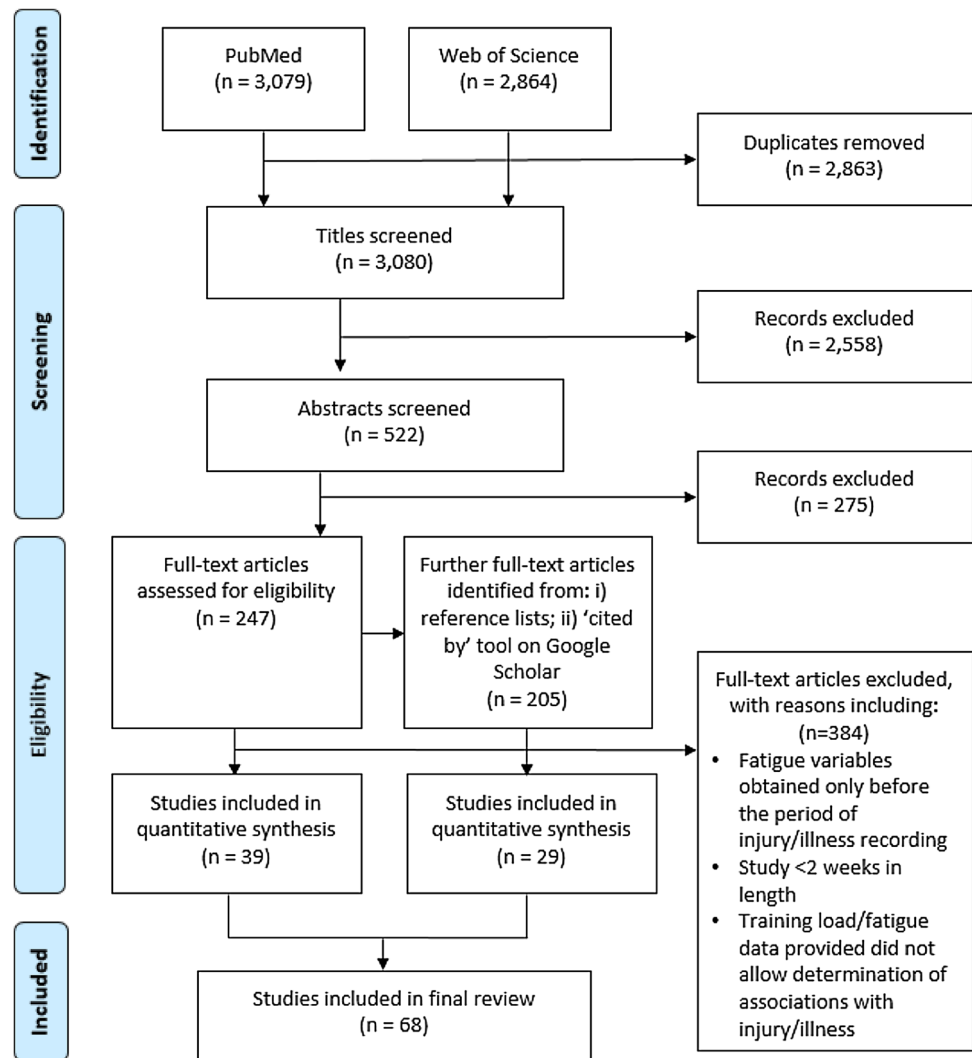 Identification
PubMed
(n = 3,079)
Web of Science
(n = 2,864)
Duplicates removed
(n = 2,863)
Screening
Titles screened
(n = 3,080)
Records excluded
(n = 2,558)
Abstracts screened
(n = 522)
Records excluded
(n = 275)
Eligibility
Full-text articles
assessed for eligibility
(n = 247)
Further full-text articles
identified from: i)
reference lists; ii) ‘cited
by’ tool on Google
Scholar
(n = 205)
Full-text articles excluded,
with reasons including:
(n=384)
• Fatigue variables
obtained only before
the period of
injury/illness recording
• Study <2 weeks in
length
• Training load/fatigue
data provided did not
allow determination of
associations with
injury/illness
Studies included in
quantitative synthesis
(n = 39)
Studies included in
quantitative synthesis
(n = 29)
Included
Studies included in final review
(n = 68)